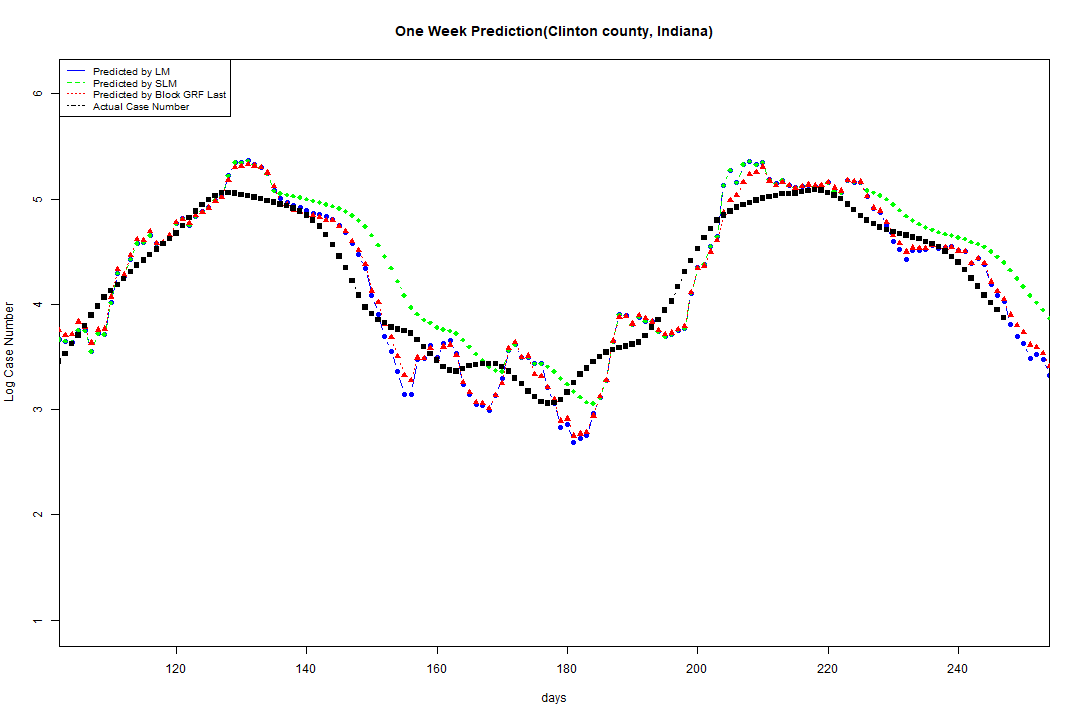 One Week Prediction(Clinton county, Indiana)
Predicted by LM
Predicted by SLM
Predicted by Block GRF Last
Actual Case Number
6
5
4
3
2
1
Log Case Number
120 140 160 180 200 220 240
days